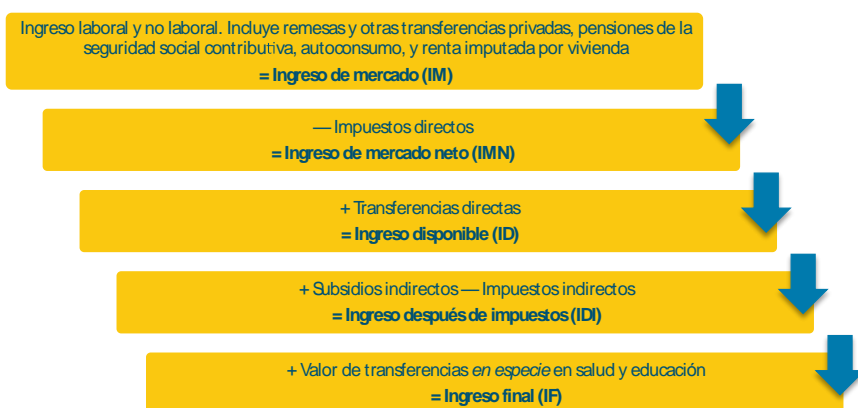 Ingreso laboral y no laboral. Incluye remesas y otras transferencias privadas, pensiones de la
seguridad social contributiva, autoconsumo, y renta imputada por vivienda
= Ingreso de mercado (IM)
— Impuestos directos
= Ingreso de mercado neto (IMN)
+ Transferencias directas
= Ingreso disponible (ID)
+ Subsidios indirectos — Impuestos indirectos
= Ingreso después de impuestos (IDI)
+ Valor de transferencias en especie en salud y educación
= Ingreso final (IF)